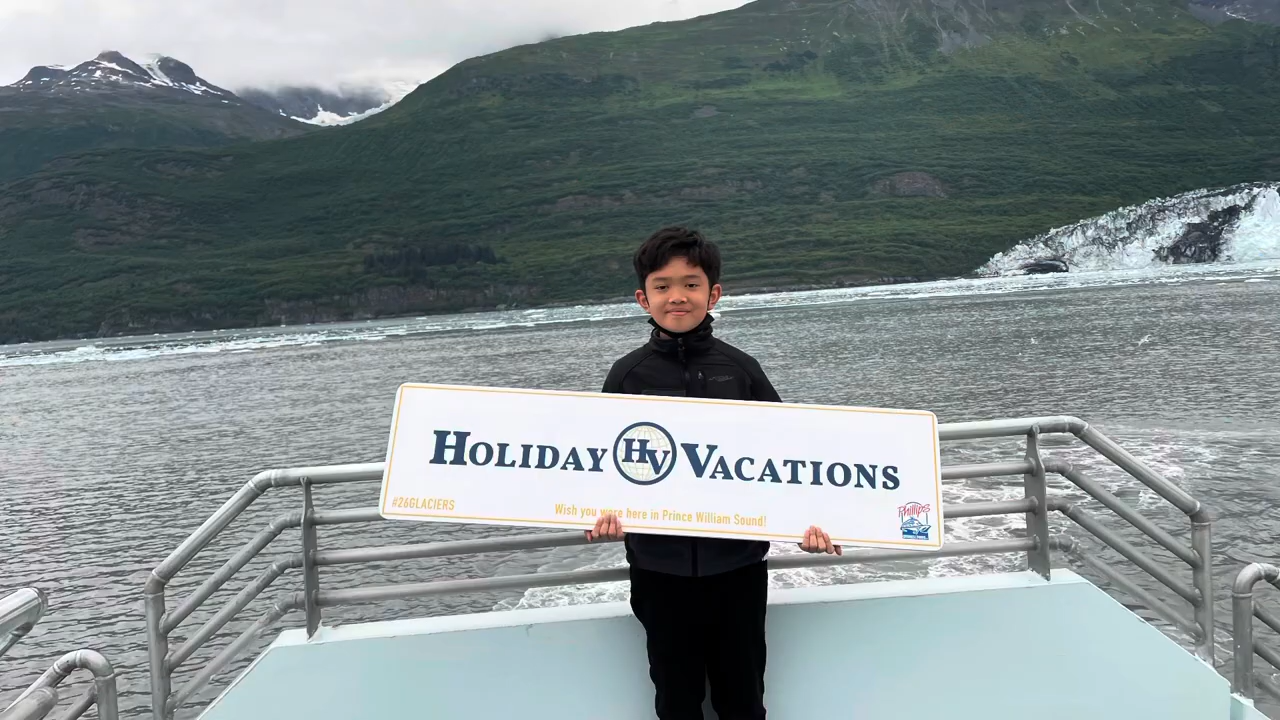 HOLIDAY HV VACATIONS
#26GLACIERS
Wish you were here in Prince William Sound!
Phillips